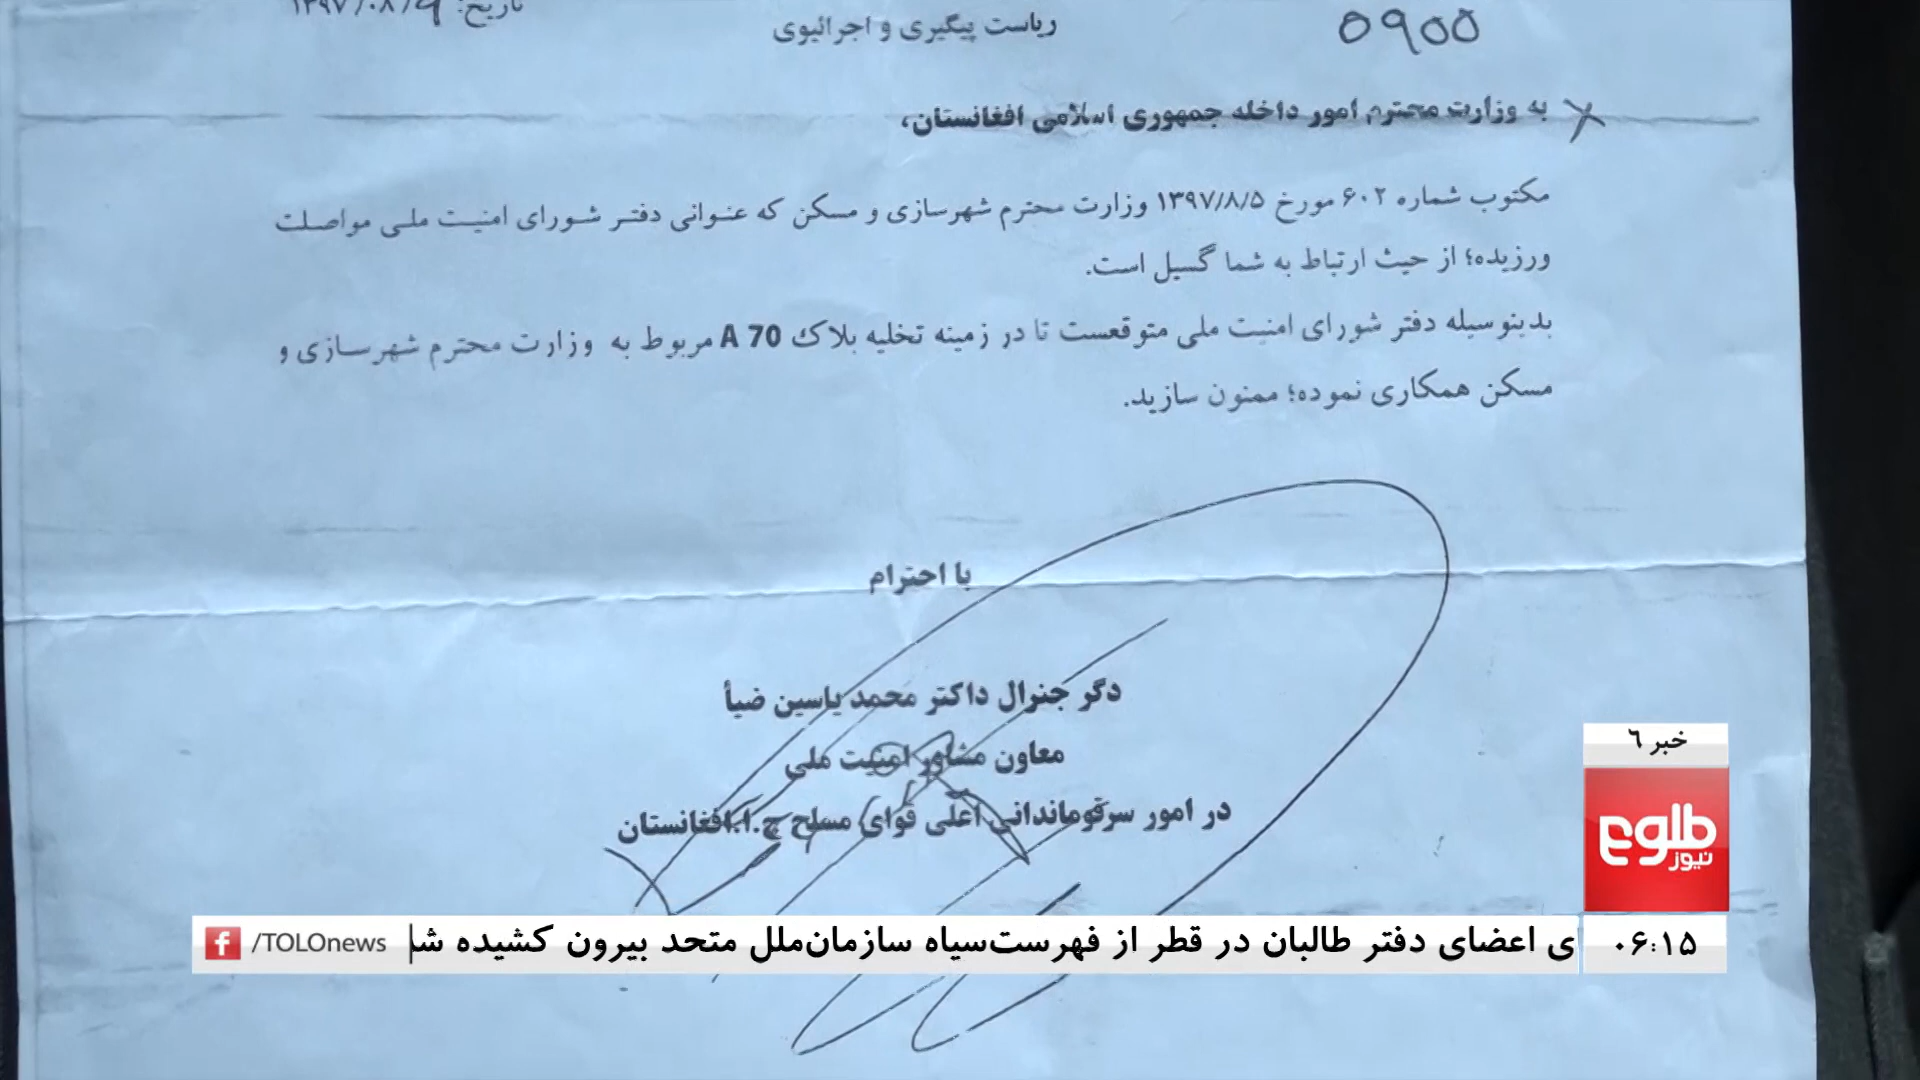 تاریخ: ۱۳۹۷/۰۸/۹
ریاست پیگیری و اجرائیوی
0900
به وزارت محترم امور داخله جمهوری اسلامی افغانستان،
مکتوب شماره ۶۰۲ مورخ ۱۳۹۷/۸/۵ وزارت محترم شهرسازی و مسکن که عنوانی دفتر شورای امنیت ملی مواصلت
ورزیده؛ از حیث ارتباط به شما گسیل است.
بدینوسیله دفتر شورای امنیت ملی متوقعست تا در زمینه تخلیه بلاک A 70 مربوط به وزارت محترم شهرسازی و
مسکن همکاری نموده؛ ممنون سازید.
با احترام
دگر جنرال داکتر محمد یاسین ضیأ
معاون مشاور امنیت ملی
در امور سرقوماندانی اعلی قوای مسلح ج.ا.افغانستان
خبر ٦
طلوع
نیوز
۰۶:۱۵
ی اعضای دفتر طالبان در قطر از فهرست‌سیاه سازمان‌ملل متحد بیرون کشیده شد
/TOLOnews